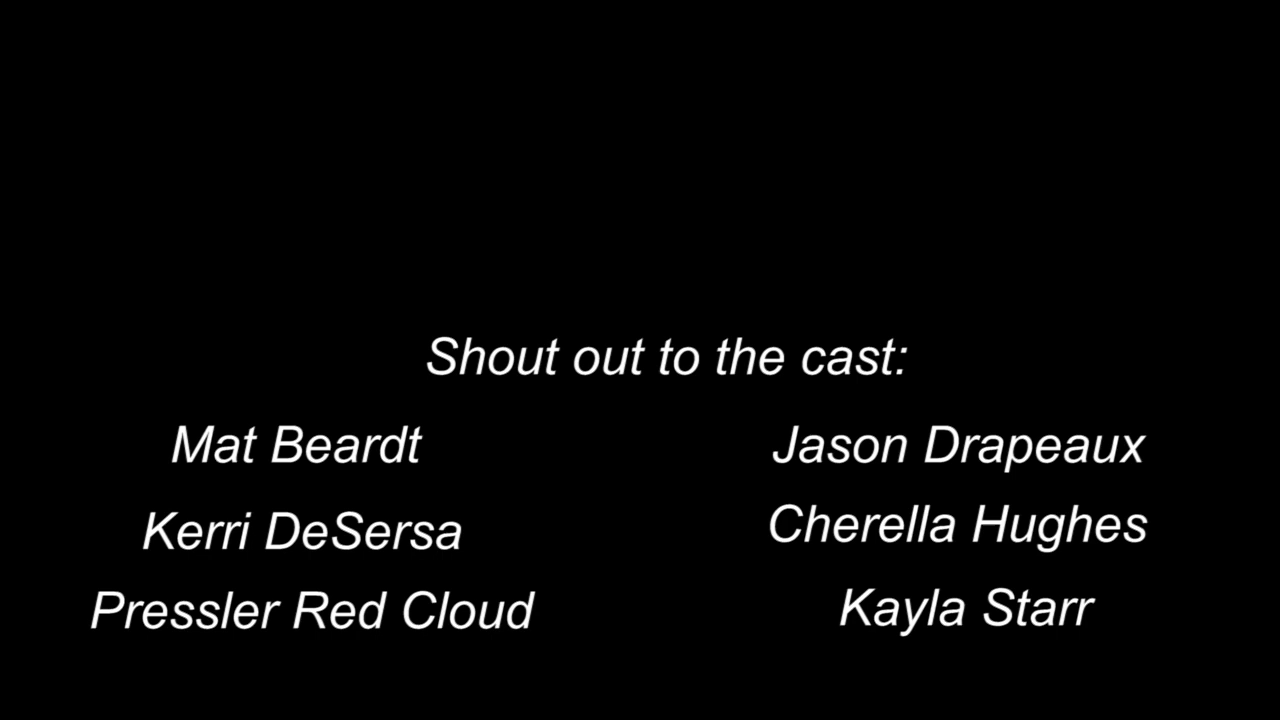 Shout out to the cast:
Mat Beardt
Jason Drapeaux
Kerri DeSersa
Cherella Hughes
Pressler Red Cloud
Kayla Starr